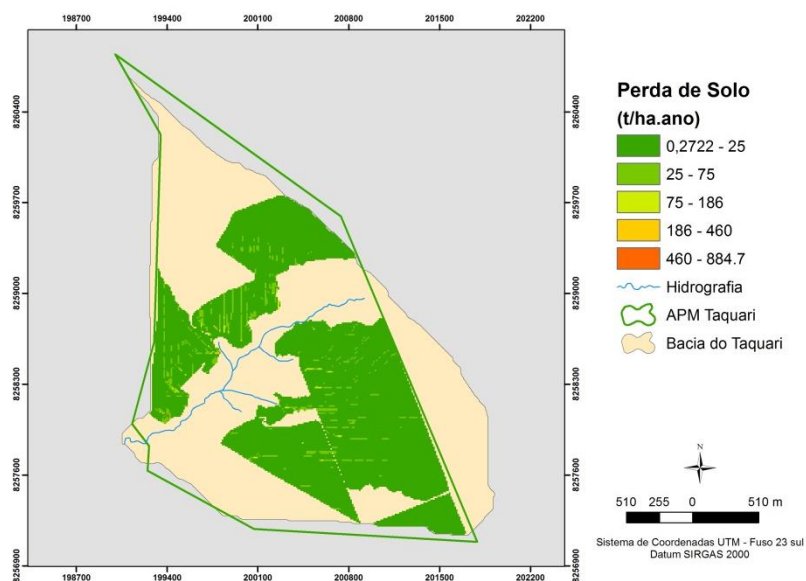 198700 199400 200100 200800 201500 202200
8260400
8259700
8259000
8258300
8257600
8256900
8260400
8259700
8259000
8258300
8257600
8256900
198700 199400 200100 200800 201500 202200
Perda de Solo
(t/ha.ano)
0,2722 - 25
25 - 75
75 - 186
186 - 460
460 - 884.7
Hidrografia
APM Taquari
Bacia do Taquari
N
510 255 0 510 m
Sistema de Coordenadas UTM - Fuso 23 sul
Datum SIRGAS 2000